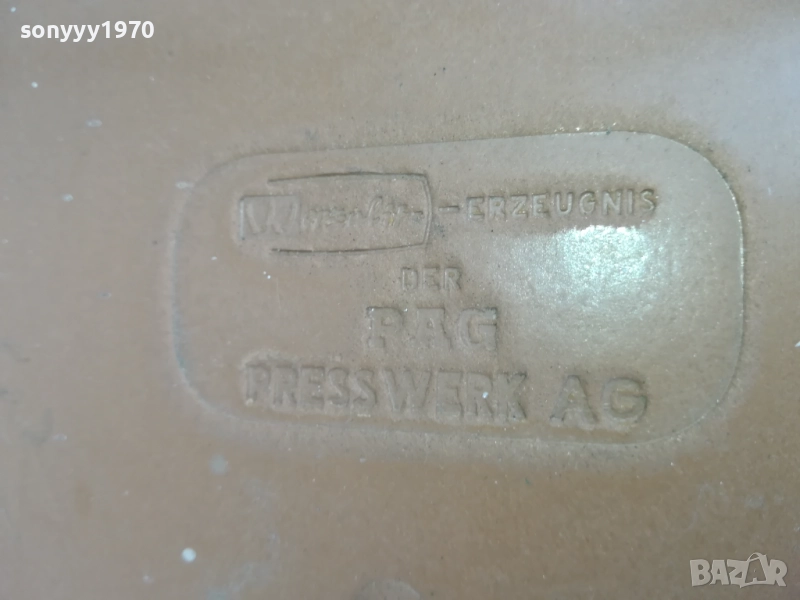 sonyyy1970
-ERZEUGNIS
DER
PAG
PRESSWERK AG
BAZAR